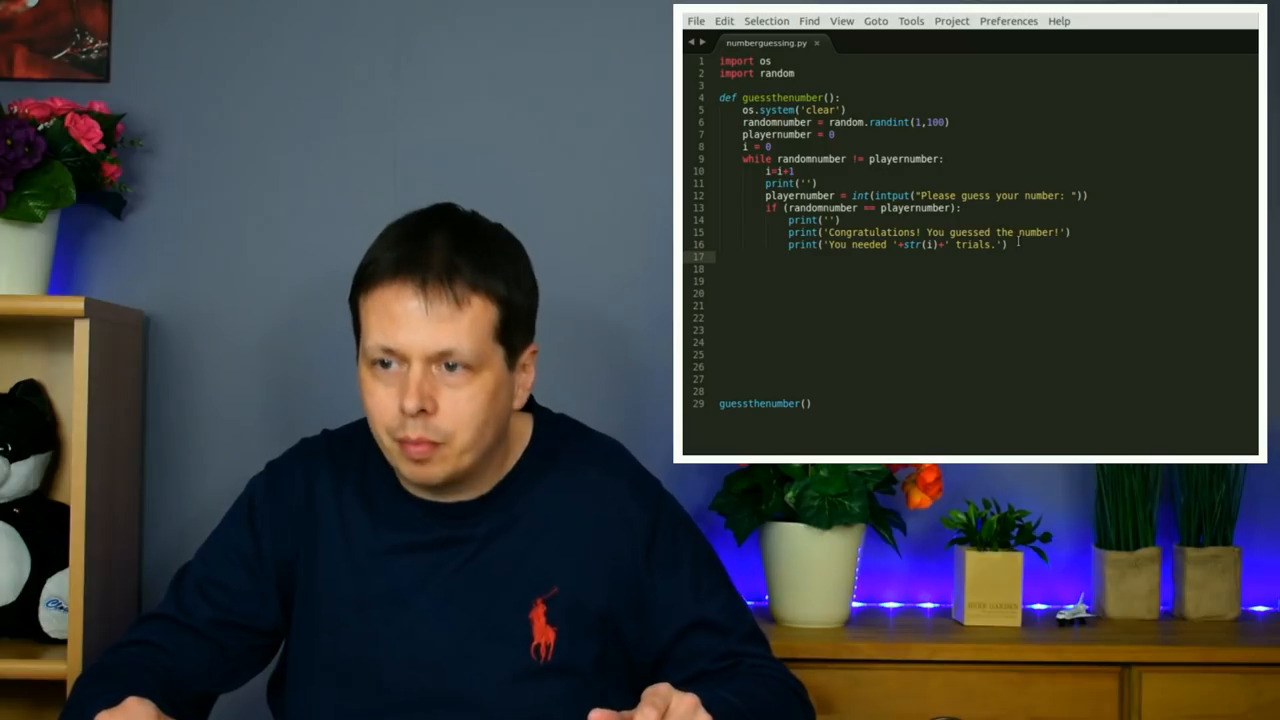 File Edit Selection Find View Goto Tools Project Preferences Help
numberguessing.py ×
1 import os
2 import random
3
4 def guessthenumber():
5 os.system('clear')
6 randomnumber = random.randint(1,100)
7 playernumber = 0
8 i = 0
9 while randomnumber != playernumber:
10 i=i+1
11 print('')
12 playernumber = int(intput("Please guess your number: "))
13 if (randomnumber == playernumber):
14 print('')
15 print('Congratulations! You guessed the number!')
16 print('You needed '+str(i)+' trials.')
17
18
19
20
21
22
23
24
25
26
27
28
29 guessthenumber()
HERB GARDEN